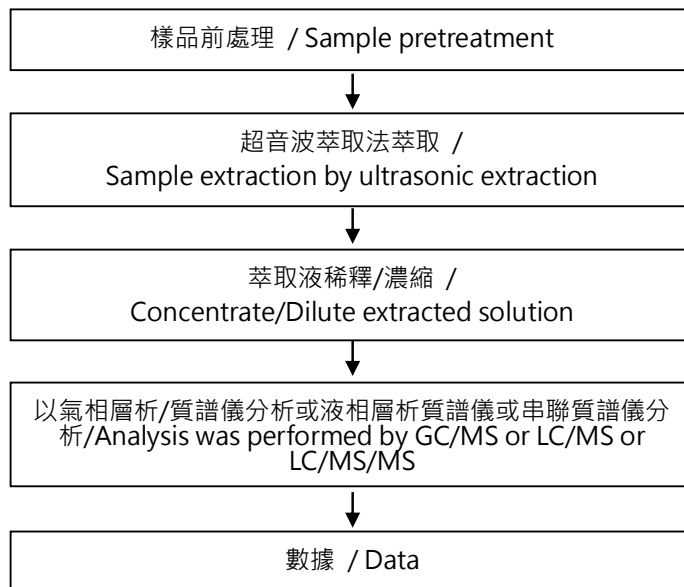 樣品前處理 / Sample pretreatment
超音波萃取法萃取 /
Sample extraction by ultrasonic extraction
萃取液稀釋/濃縮 /
Concentrate/Dilute extracted solution
以氣相層析/質譜儀分析或液相層析質譜儀或串聯質譜儀分
析/Analysis was performed by GC/MS or LC/MS or
LC/MS/MS
數據 / Data